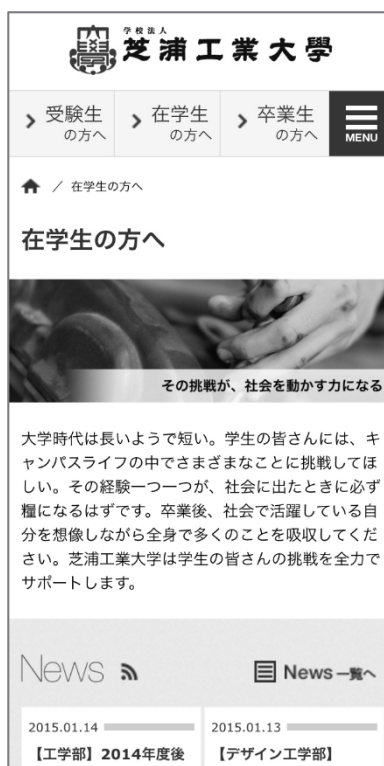 学校法人
芝浦工業大學
受験生
の方へ
在学生
の方へ
卒業生
の方へ
MENU
／ 在学生の方へ
在学生の方へ
その挑戦が、社会を動かす力になる
大学時代は長いようで短い。学生の皆さんには、キ
ャンパスライフの中でさまざまなことに挑戦してほ
しい。その経験一つ一つが、社会に出たときに必ず
糧になるはずです。卒業後、社会で活躍している自
分を想像しながら全身で多くのことを吸収してくだ
さい。芝浦工業大学は学生の皆さんの挑戦を全力で
サポートします。
News
News 一覧へ
2015.01.14
2015.01.13
【工学部】2014年度後
【デザイン工学部】